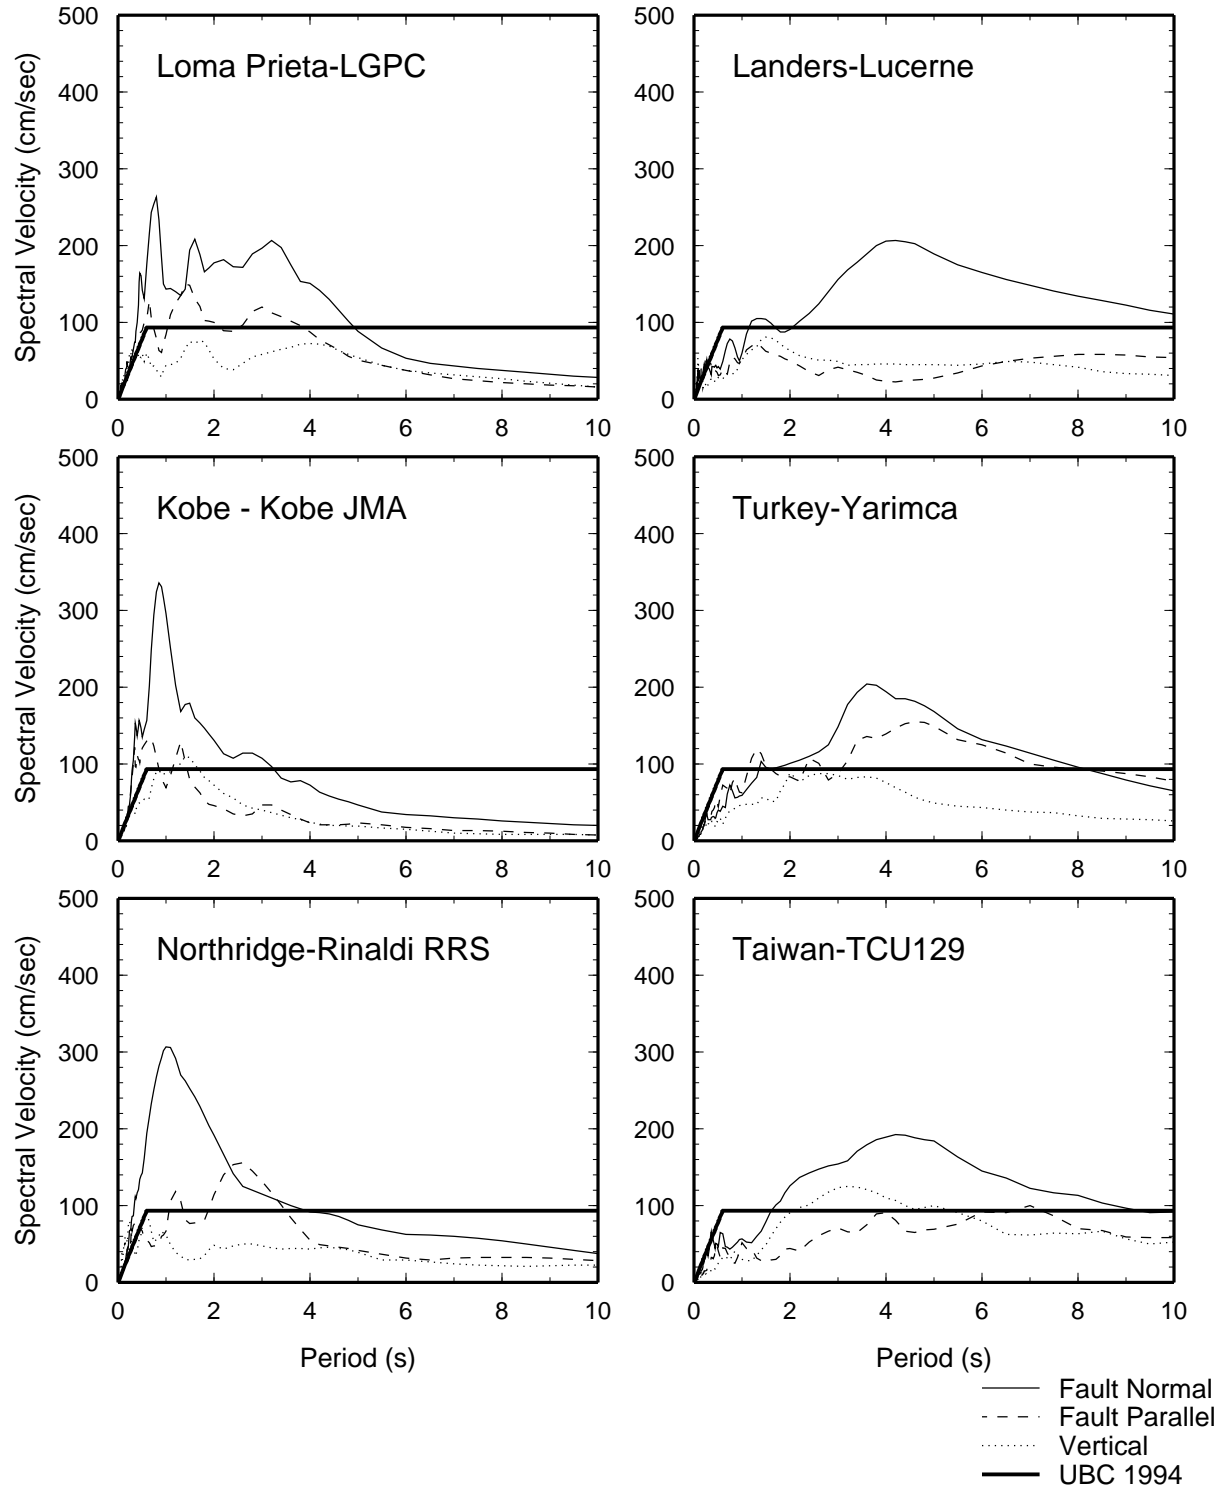 500
400
300
200
100
0
Spectral Velocity (cm/sec)
Loma Prieta-LGPC
0 2 4 6 8 10
500
400
300
200
100
0
Landers-Lucerne
0 2 4 6 8 10
500
400
300
200
100
0
Spectral Velocity (cm/sec)
Kobe - Kobe JMA
0 2 4 6 8 10
500
400
300
200
100
0
Turkey-Yarimca
0 2 4 6 8 10
500
400
300
200
100
0
Spectral Velocity (cm/sec)
Northridge-Rinaldi RRS
0 2 4 6 8 10
Period (s)
500
400
300
200
100
0
Taiwan-TCU129
0 2 4 6 8 10
Period (s)
Fault Normal
Fault Parallel
Vertical
UBC 1994